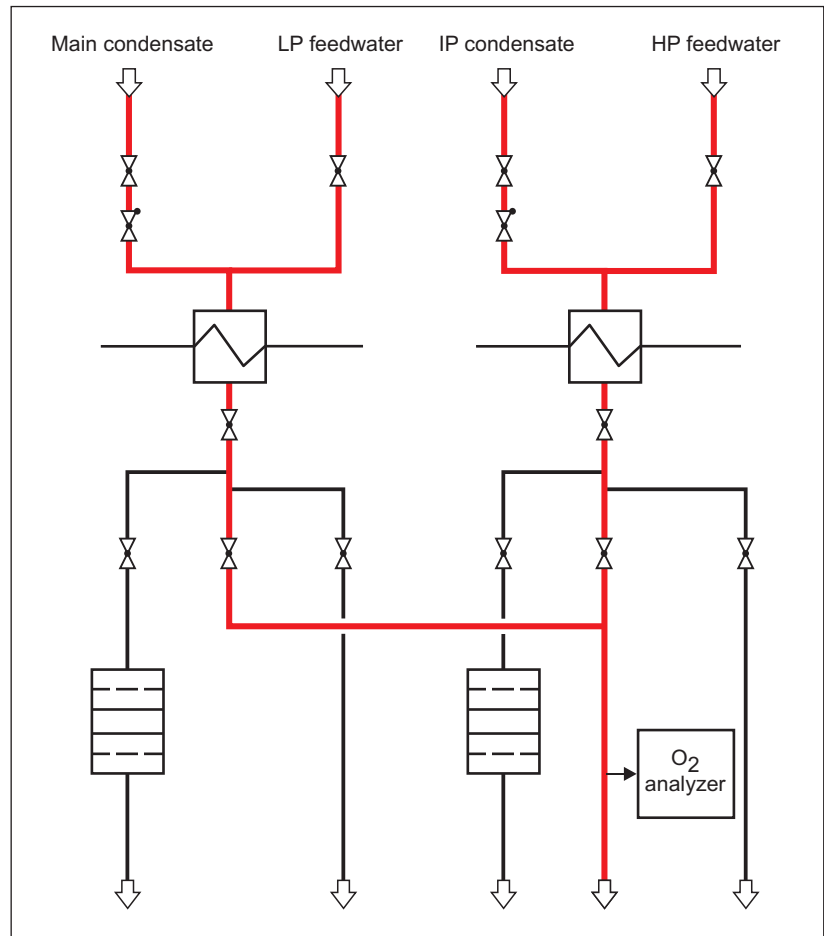 Main condensate
LP feedwater
IP condensate
HP feedwater
O2
analyzer